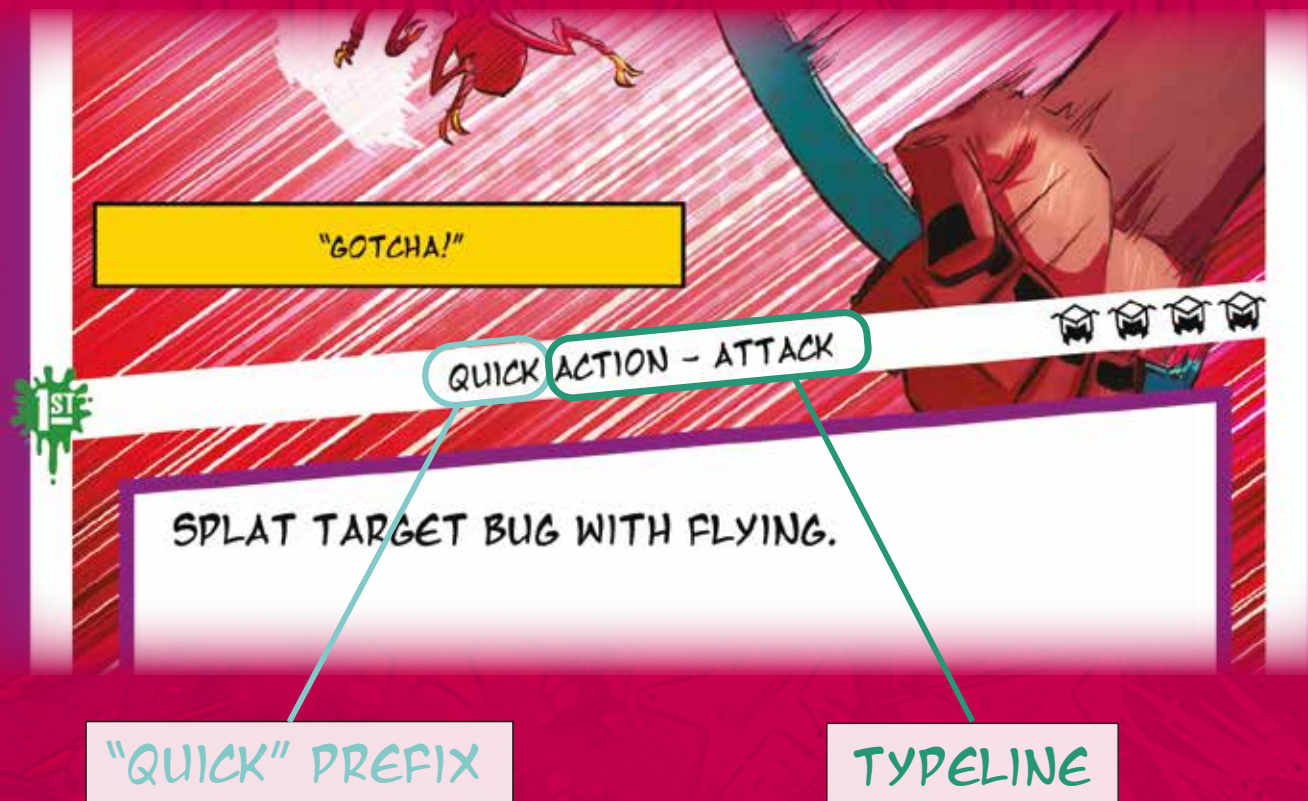 "GOTCHA!"
QUICK ACTION - ATTACK
1ST
SPLAT TARGET BUG WITH FLYING.
"QUICK" PREFIX
TYPELINE